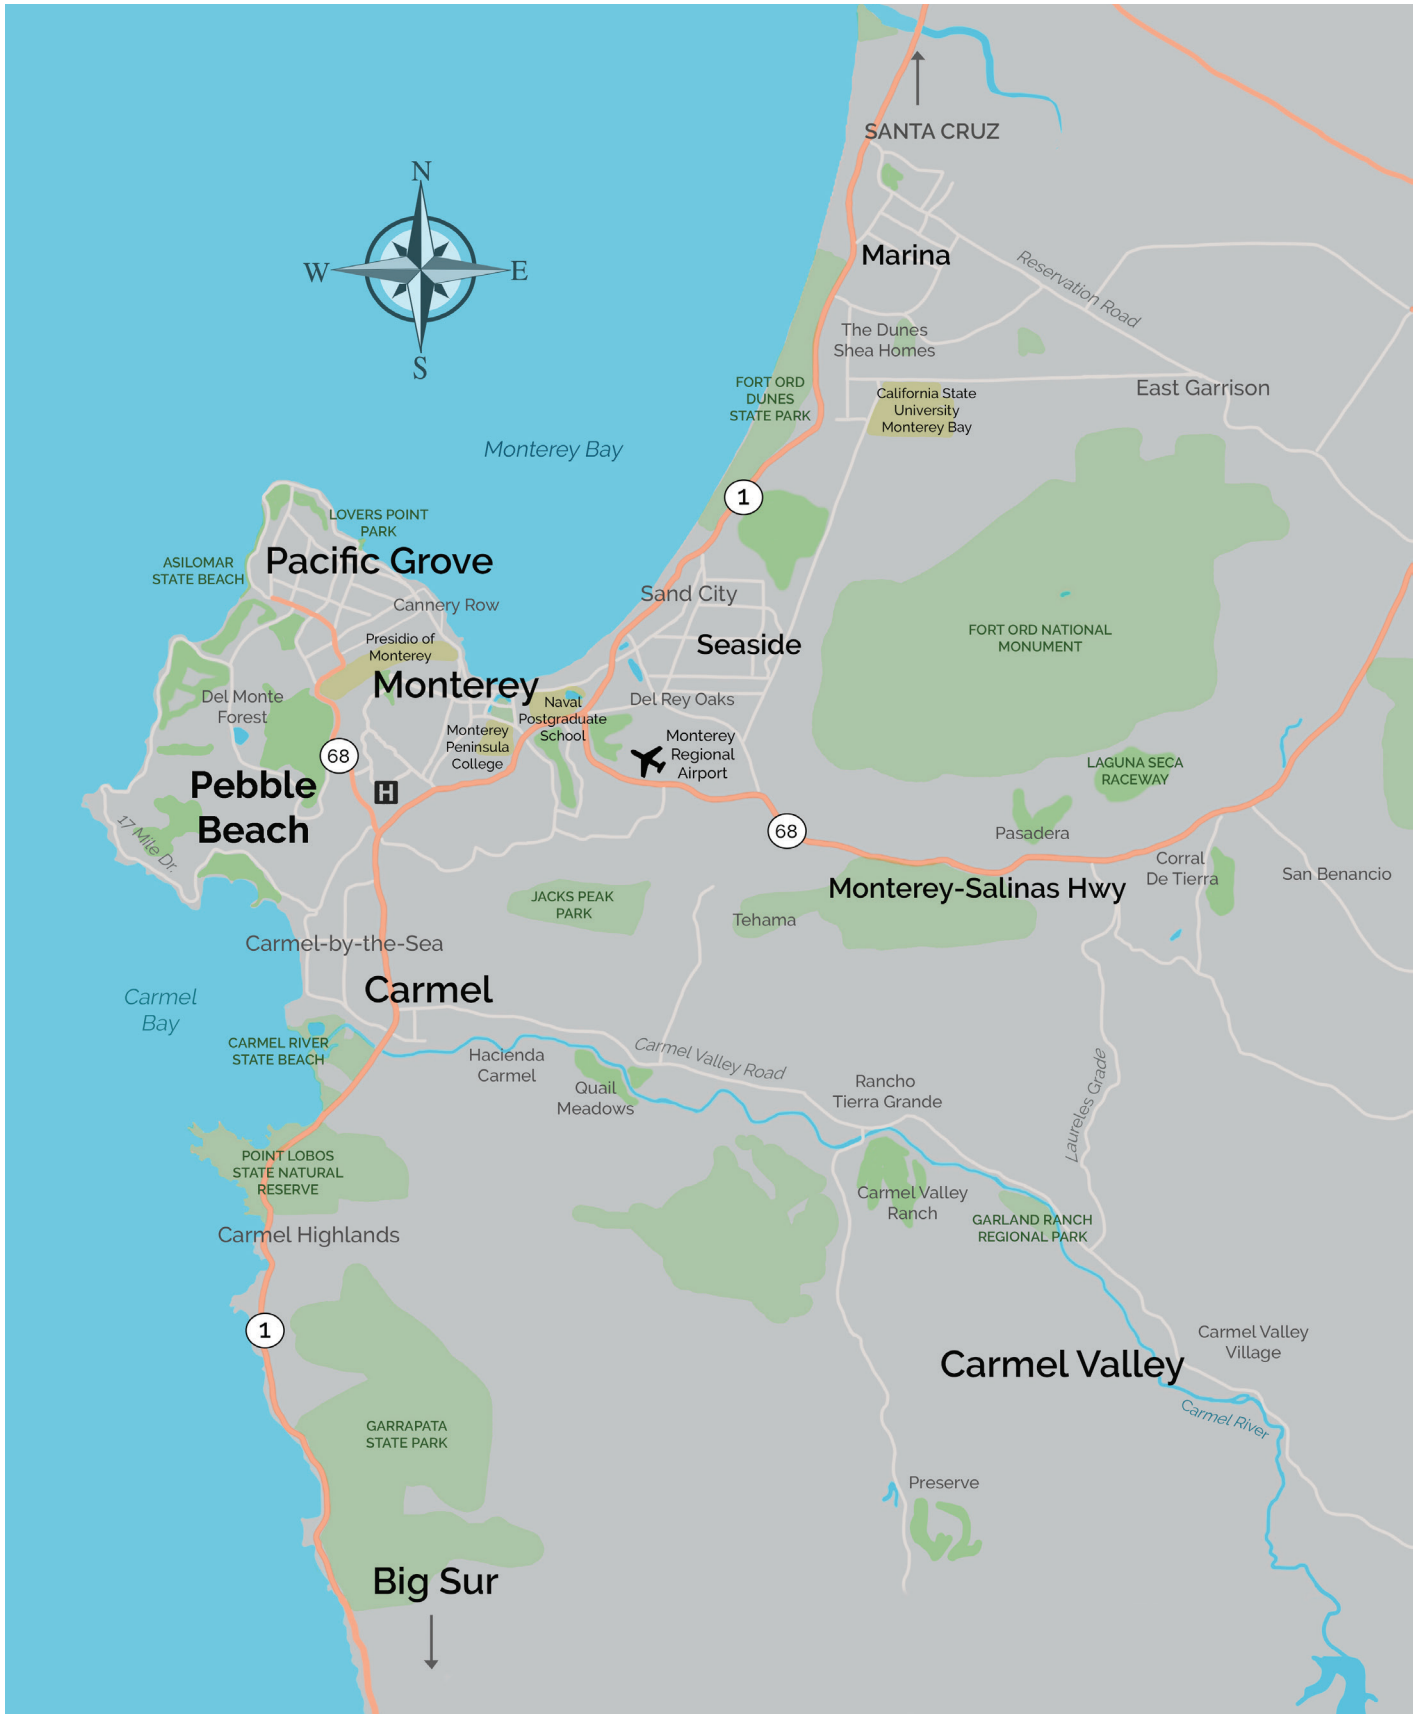 SANTA CRUZ
N
W
E
S
Marina
Reservation Road
The Dunes
Shea Homes
FORT ORD
DUNES
STATE PARK
California State
University
Monterey Bay
East Garrison
Monterey Bay
1
LOVERS POINT
PARK
Pacific Grove
ASILOMAR
STATE BEACH
Cannery Row
Sand City
Seaside
FORT ORD NATIONAL
MONUMENT
Presidio of
Monterey
Monterey
Del Monte
Forest
Naval
Postgraduate
School
Del Rey Oaks
Monterey
Peninsula
College
Monterey
Regional
Airport
68
H
Pebble
Beach
17 Mile Dr.
LAGUNA SECA
RACEWAY
68
Pasadera
Corral
De Tierra
San Benancio
Monterey-Salinas Hwy
JACKS PEAK
PARK
Tehama
Carmel-by-the-Sea
Carmel
Carmel
Bay
CARMEL RIVER
STATE BEACH
Hacienda
Carmel
Carmel Valley Road
Quail
Meadows
Rancho
Tierra Grande
Laureles Grade
POINT LOBOS
STATE NATURAL
RESERVE
Carmel Valley
Ranch
GARLAND RANCH
REGIONAL PARK
Carmel Highlands
1
Carmel Valley
Village
Carmel Valley
Carmel River
GARRAPATA
STATE PARK
Preserve
Big Sur